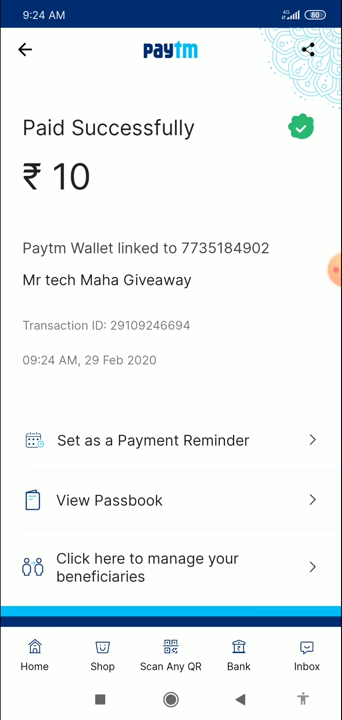 9:24 AM
4G
80
paytm
Paid Successfully
₹ 10
Paytm Wallet linked to 7735184902
Mr tech Maha Giveaway
Transaction ID: 29109246694
09:24 AM, 29 Feb 2020
Set as a Payment Reminder
View Passbook
Click here to manage your
beneficiaries
Home
Shop
Scan Any QR
Bank
Inbox